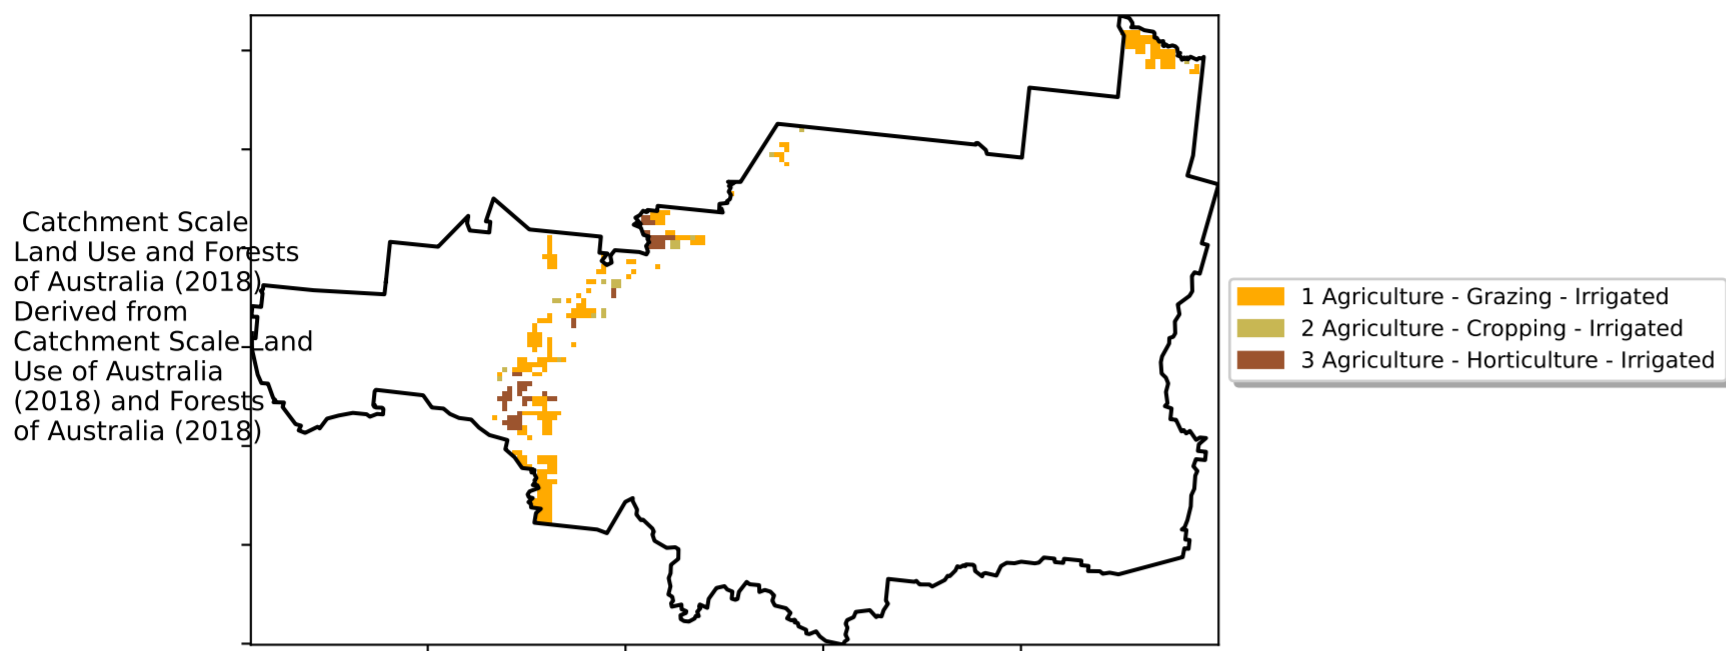 Catchment Scale
Land Use and Forests
of Australia (2018)
Derived from
Catchment Scale Land
Use of Australia
(2018) and Forests
of Australia (2018)
1 Agriculture - Grazing - Irrigated
2 Agriculture - Cropping - Irrigated
3 Agriculture - Horticulture - Irrigated